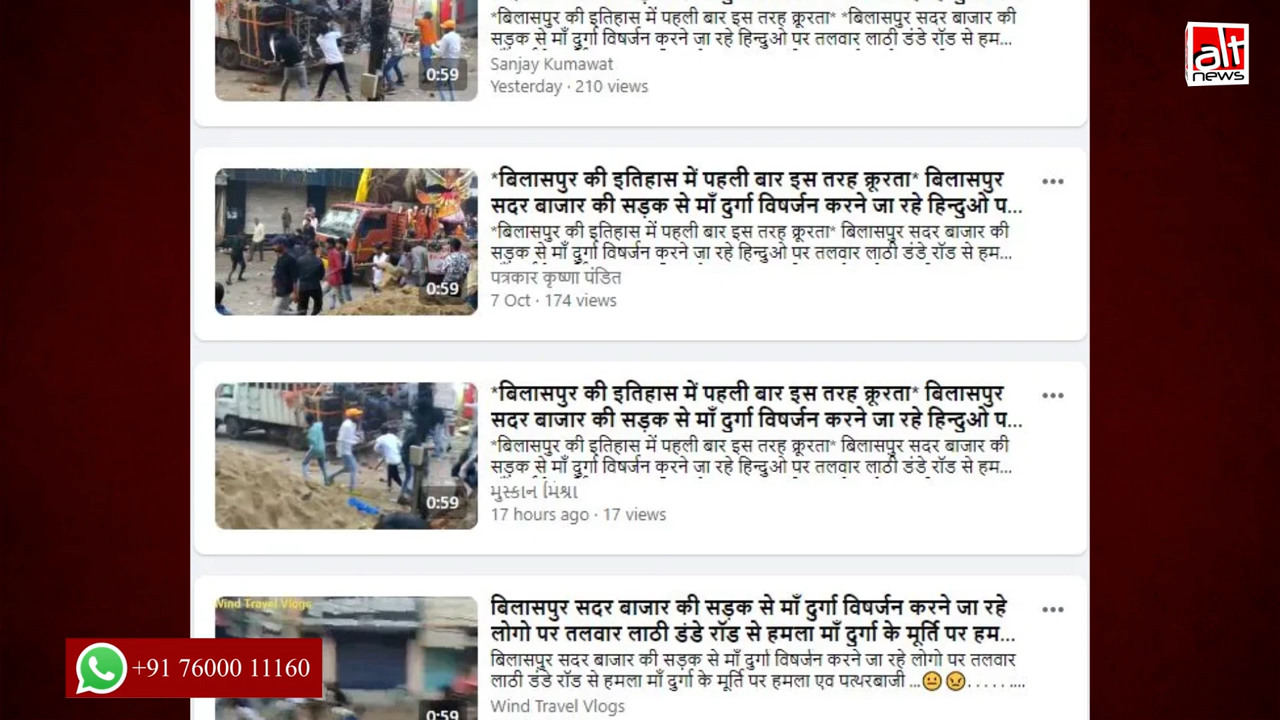 *बिलासपुर की इतिहास में पहली बार इस तरह क्रूरता* *बिलासपुर सदर बाजार की
सड़क से माँ दुर्गा विषर्जन करने जा रहे हिन्दुओ पर तलवार लाठी डंडे रॉड से हम...
Sanjay Kumawat
Yesterday · 210 views
0:59
alt
news
*बिलासपुर की इतिहास में पहली बार इस तरह क्रूरता* बिलासपुर
सदर बाजार की सड़क से माँ दुर्गा विषर्जन करने जा रहे हिन्दुओ प...
*बिलासपुर की इतिहास में पहली बार इस तरह क्रूरता* बिलासपुर सदर बाजार की
सड़क से माँ दुर्गा विषर्जन करने जा रहे हिन्दुओ पर तलवार लाठी डंडे रॉड से हम...
पत्रकार कृष्णा पंडित
7 Oct · 174 views
0:59
*बिलासपुर की इतिहास में पहली बार इस तरह क्रूरता* बिलासपुर
सदर बाजार की सड़क से माँ दुर्गा विषर्जन करने जा रहे हिन्दुओ प...
*बिलासपुर की इतिहास में पहली बार इस तरह क्रूरता* बिलासपुर सदर बाजार की
सड़क से माँ दुर्गा विषर्जन करने जा रहे हिन्दुओ पर तलवार लाठी डंडे रॉड से हम...
મુસ્કાન મિશ્રા
17 hours ago · 17 views
0:59
Wind Travel Vlogs
बिलासपुर सदर बाजार की सड़क से माँ दुर्गा विषर्जन करने जा रहे
लोगो पर तलवार लाठी डंडे रॉड से हमला माँ दुर्गा के मूर्ति पर हम...
बिलासपुर सदर बाजार की सड़क से माँ दुर्गा विषर्जन करने जा रहे लोगो पर तलवार
लाठी डंडे रॉड से हमला माँ दुर्गा के मूर्ति पर हमला एव पत्थरबाजी ...😐😠. . . . . ....
Wind Travel Vlogs
0:59
+91 76000 11160